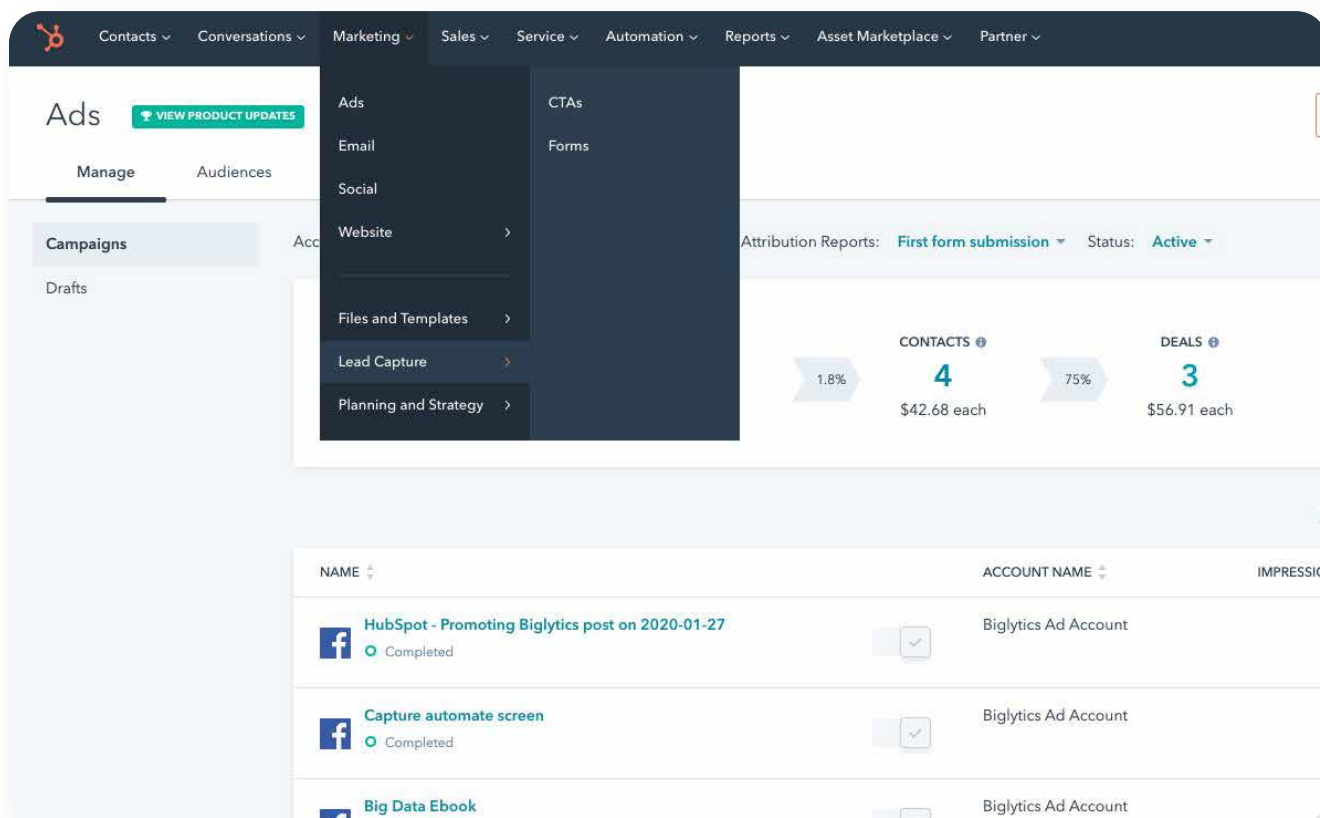 Contacts Conversations Marketing Sales Service Automation Reports Asset Marketplace Partner
Ads
VIEW PRODUCT UPDATES
Manage Audiences
Ads
Email
Social
Website
Files and Templates
Lead Capture
Planning and Strategy
CTAs
Forms
Campaigns
Drafts
Attribution Reports: First form submission Status: Active
CONTACTS
4
$42.68 each
1.8%
75%
DEALS
3
$56.91 each
NAME ACCOUNT NAME
HubSpot - Promoting Biglytics post on 2020-01-27 Biglytics Ad Account
Completed
Capture automate screen Biglytics Ad Account
Completed
Big Data Ebook Biglytics Ad Account